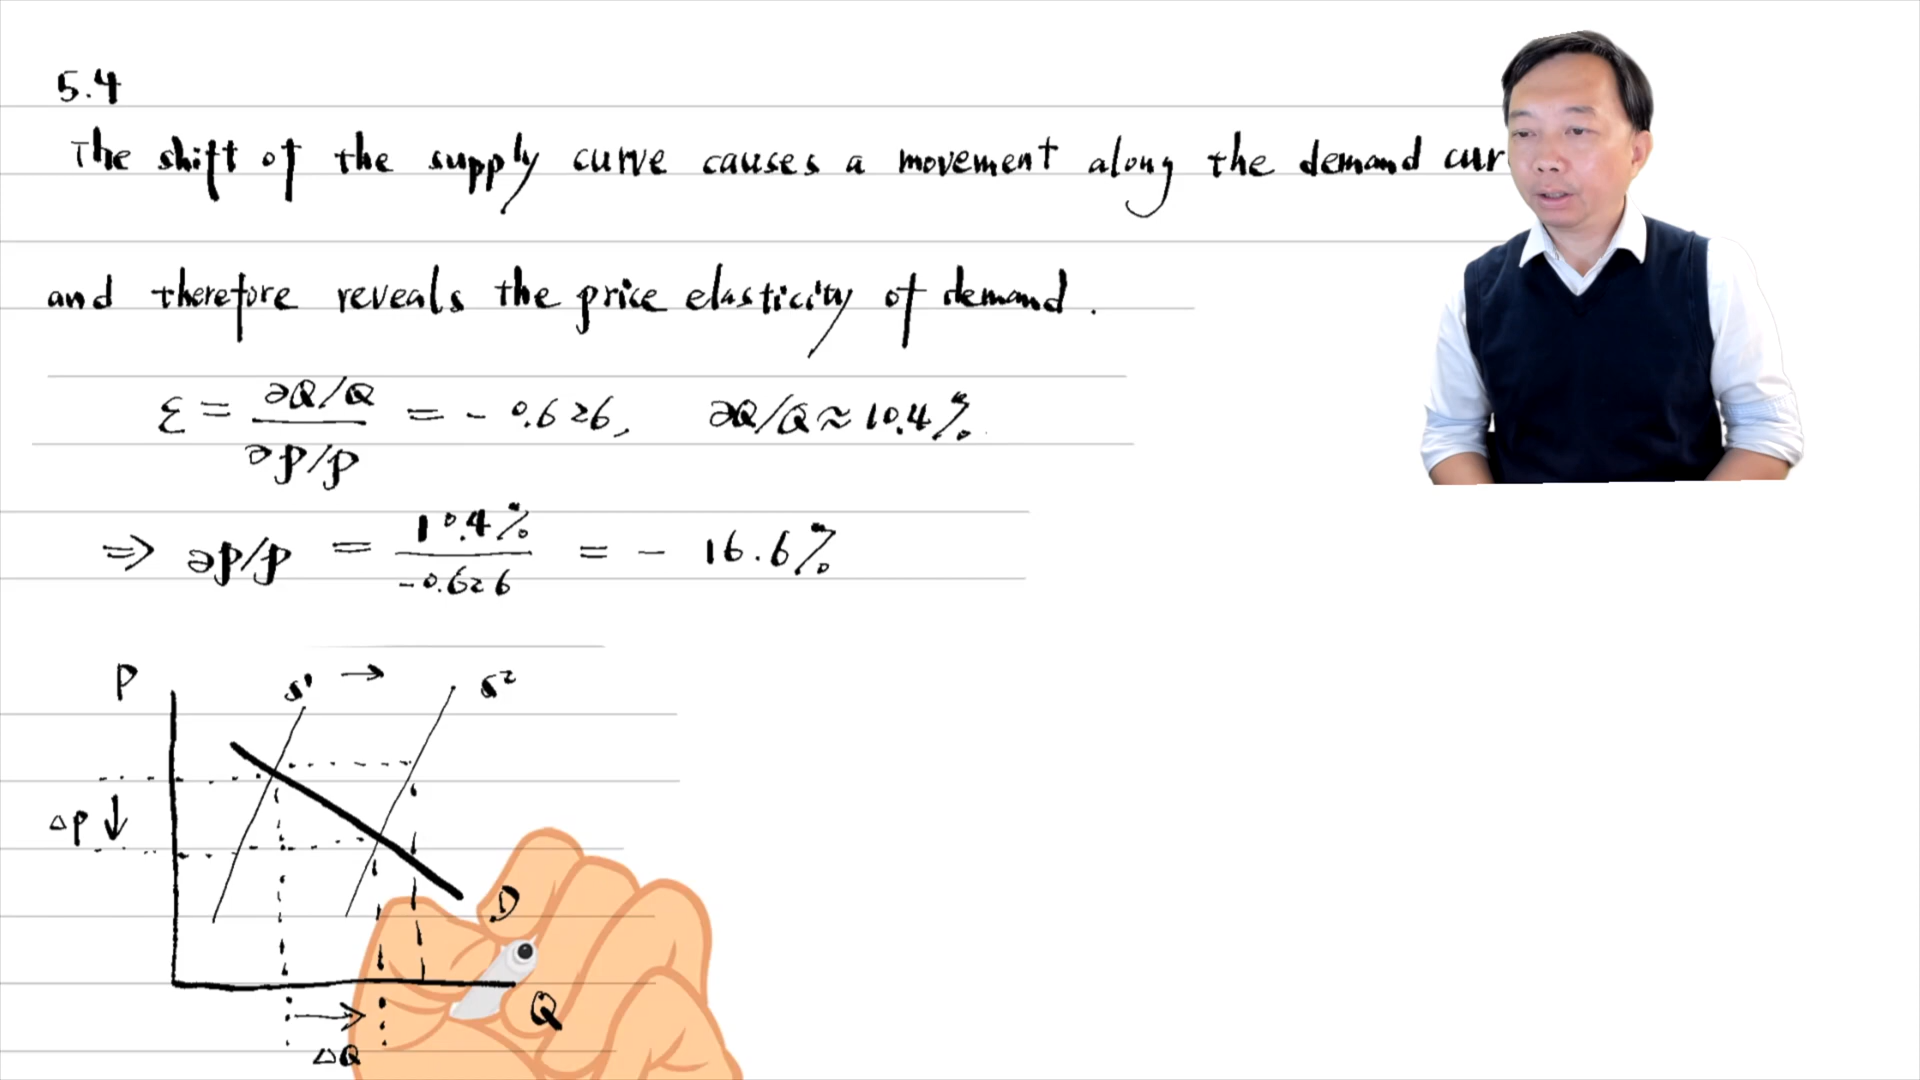 5.4
The shift of the supply curve causes a movement along the demand cur
and therefore reveals the price elasticity of demand.
ε = ∂Q/Q / ∂p/p = - 0.626, ∂Q/Q ≈ 10.4%
⇒ ∂p/p = 10.4% / -0.626 = - 16.6%
P S¹ → S²
Δp ↓
D
Q
ΔQ